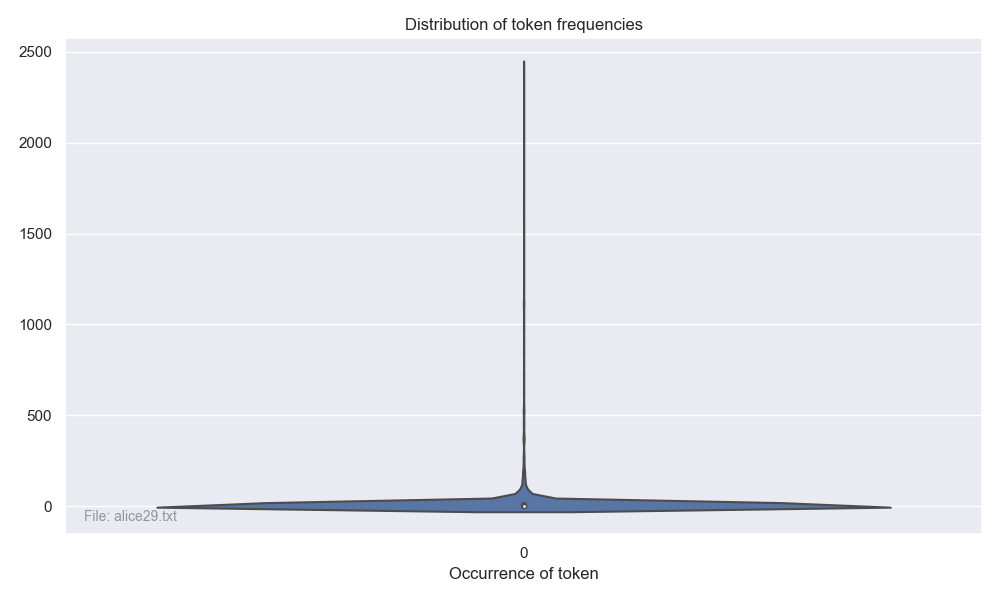 Distribution of token frequencies
2500
2000
1500
1000
500
0
File: alice29.txt
0
Occurrence of token